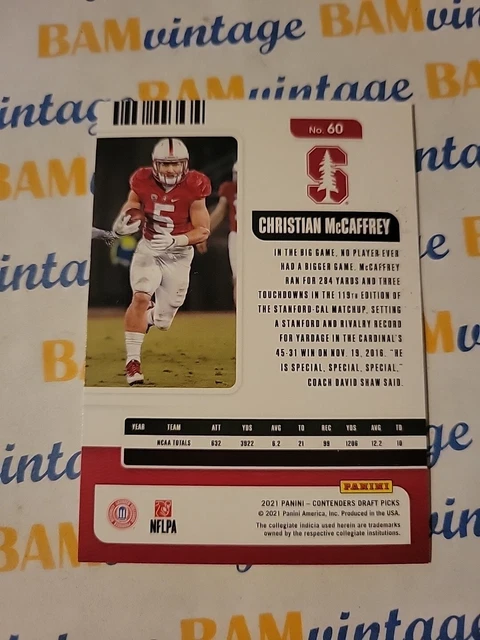 BAMvintage
vintage BAMvintage BA
No. 60
S
5
CHRISTIAN McCAFFREY
IN THE BIG GAME, NO PLAYER EVER
HAD A BIGGER GAME. McCAFFREY
RAN FOR 284 YARDS AND THREE
TOUCHDOWNS IN THE 119TH EDITION OF
THE STANFORD-CAL MATCHUP, SETTING
A STANFORD AND RIVALRY RECORD
FOR YARDAGE IN THE CARDINAL'S
45-31 WIN ON NOV. 19, 2016. "HE
IS SPECIAL, SPECIAL, SPECIAL,"
COACH DAVID SHAW SAID.
YEAR TEAM ATT YDS AVG TD REC YDS AVG TD
NCAA TOTALS 632 3922 6.2 21 99 1206 12.2 10
PANINI
2021 PANINI – CONTENDERS DRAFT PICKS
© 2021 Panini America, Inc. Produced in the USA.
The collegiate indicia used herein are trademarks
owned by the respective collegiate institutions.
NFLPA
BAMvintage